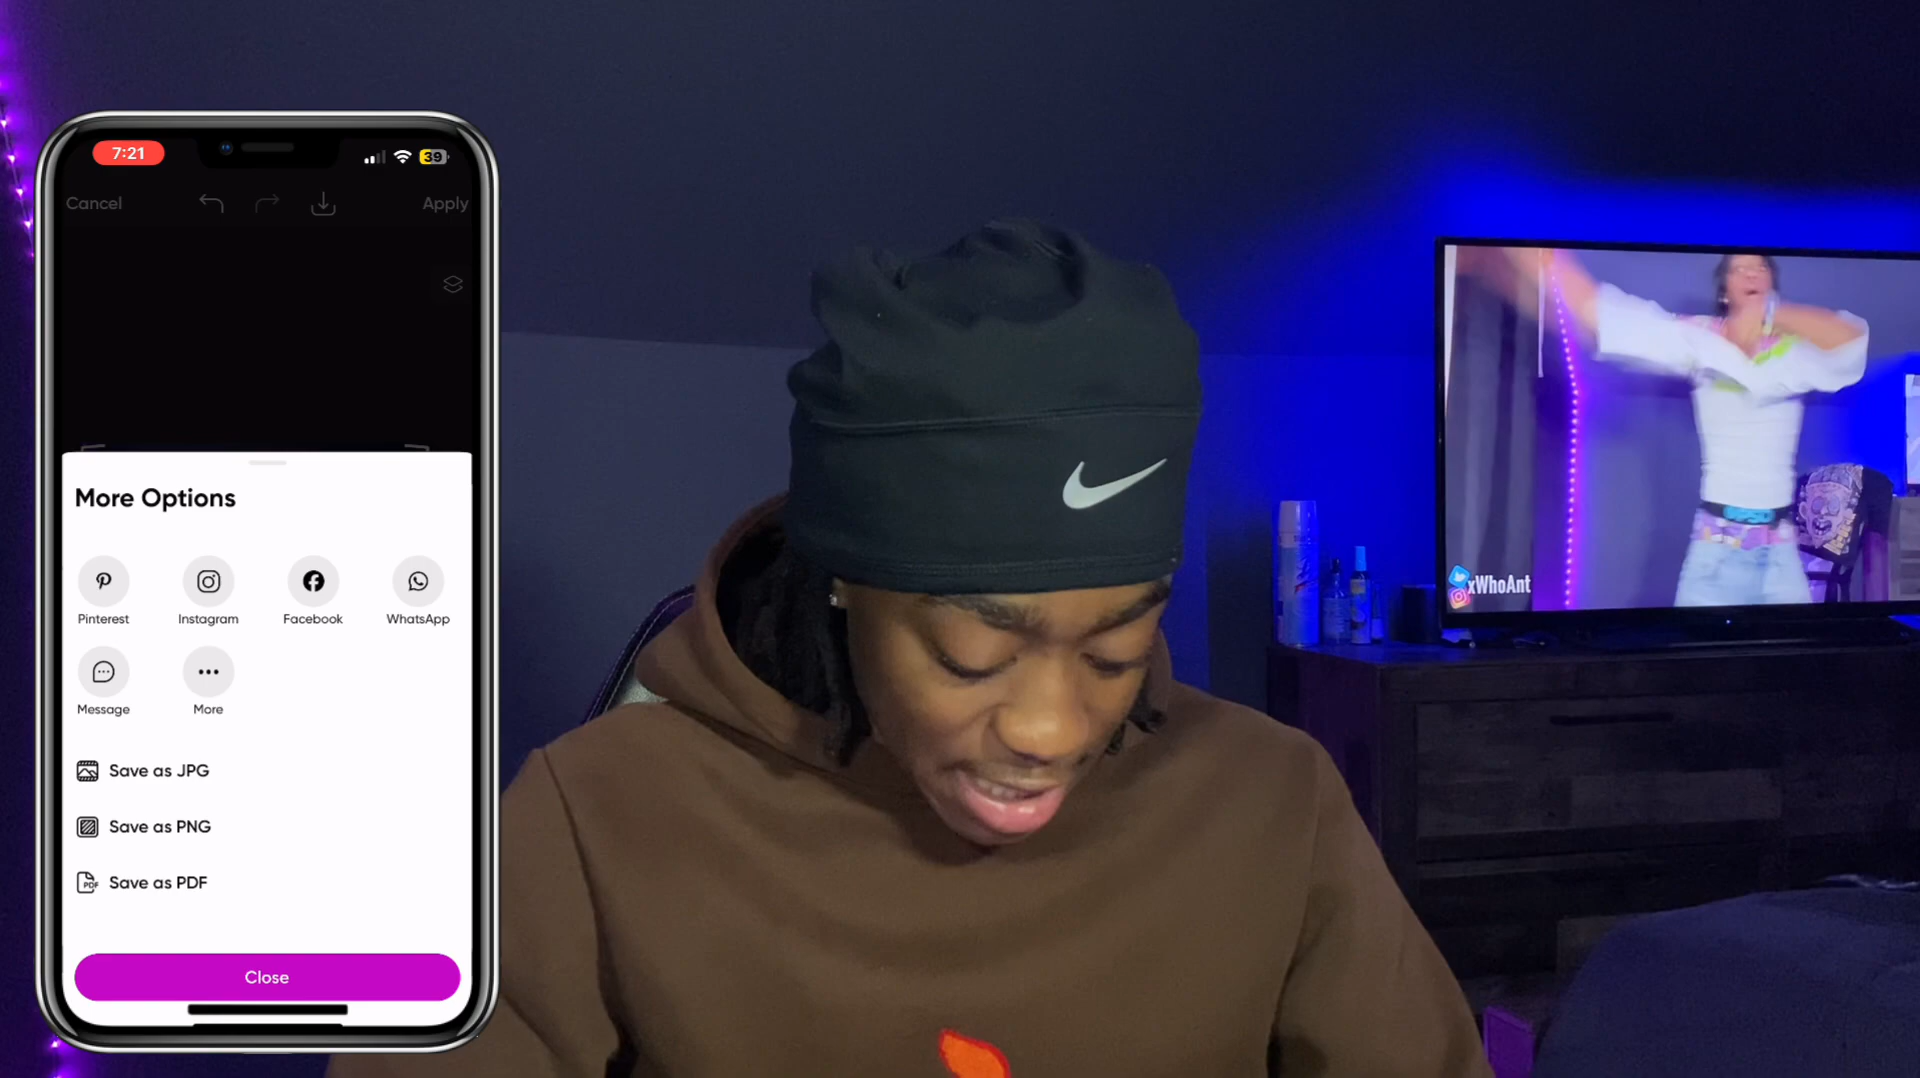 7:21
39
Cancel
Apply
More Options
Pinterest
Instagram
Facebook
WhatsApp
Message
More
Save as JPG
Save as PNG
PDF
Save as PDF
Close
xWhoAnt